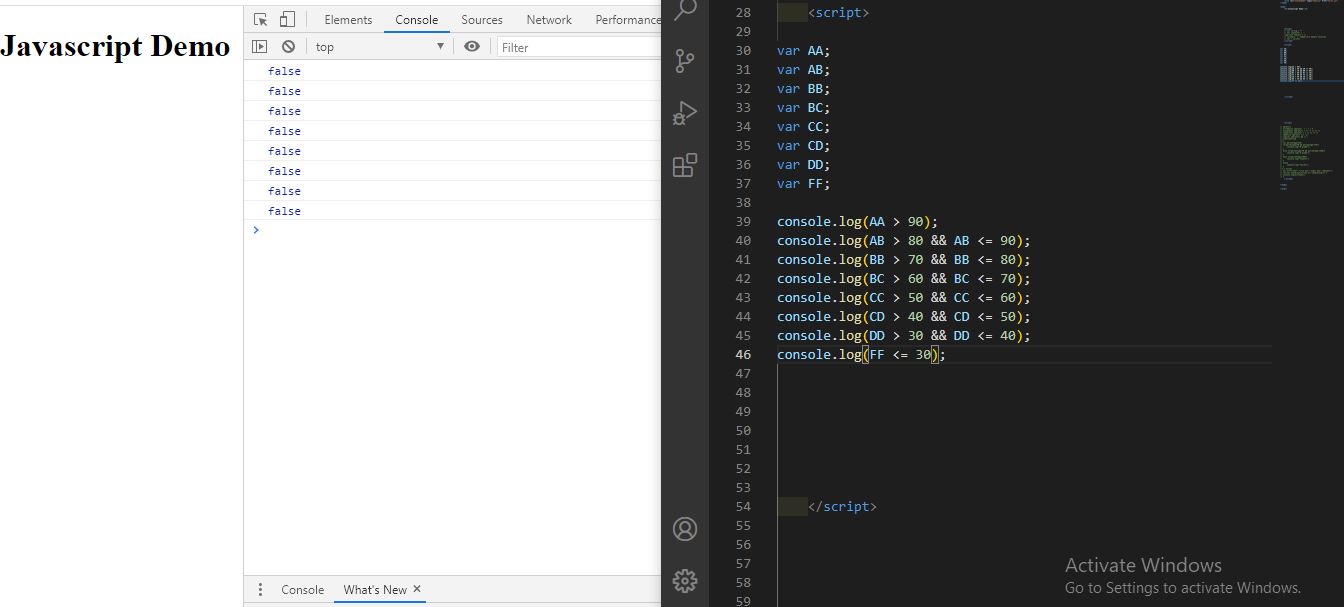 Javascript Demo
Elements Console Sources Network Performance
top ▼ Filter
false
false
false
false
false
false
false
false
>
Console What's New ×
28 <script>
29
30 var AA;
31 var AB;
32 var BB;
33 var BC;
34 var CC;
35 var CD;
36 var DD;
37 var FF;
38
39 console.log(AA > 90);
40 console.log(AB > 80 && AB <= 90);
41 console.log(BB > 70 && BB <= 80);
42 console.log(BC > 60 && BC <= 70);
43 console.log(CC > 50 && CC <= 60);
44 console.log(CD > 40 && CD <= 50);
45 console.log(DD > 30 && DD <= 40);
46 console.log(FF <= 30);
47
48
49
50
51
52
53
54 </script>
55
56
57
58
59
Activate Windows
Go to Settings to activate Windows.